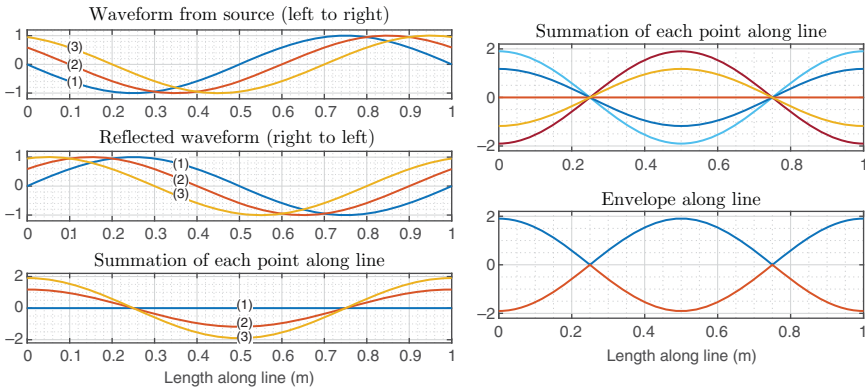 Waveform from source (left to right)
1
0
−1
(3)
(2)
(1)
0 0.1 0.2 0.3 0.4 0.5 0.6 0.7 0.8 0.9 1
Reflected waveform (right to left)
1
0
−1
(1)
(2)
(3)
0 0.1 0.2 0.3 0.4 0.5 0.6 0.7 0.8 0.9 1
Summation of each point along line
2
0
−2
(1)
(2)
(3)
0 0.1 0.2 0.3 0.4 0.5 0.6 0.7 0.8 0.9 1
Length along line (m)
Summation of each point along line
2
0
−2
0 0.2 0.4 0.6 0.8 1
Envelope along line
2
0
−2
0 0.2 0.4 0.6 0.8 1
Length along line (m)